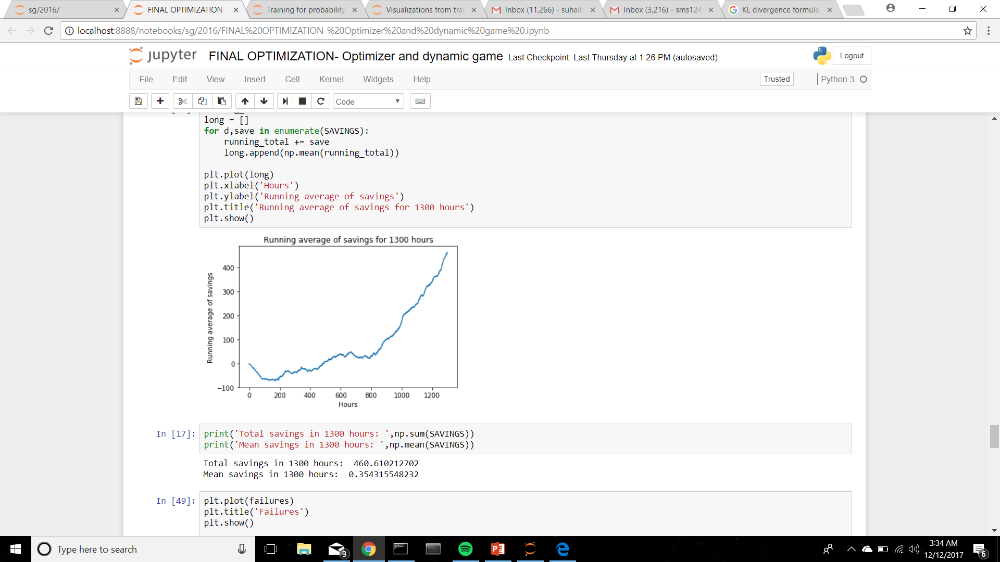 sg/2016/
FINAL OPTIMIZATION-
Training for probability
Visualizations from trai
Inbox (11,266) - suhaila
Inbox (3,216) - sms124
KL divergence formula
localhost:8888/notebooks/sg/2016/FINAL%20OPTIMIZATION-%20Optimizer%20and%20dynamic%20game%20.ipynb
jupyter FINAL OPTIMIZATION- Optimizer and dynamic game Last Checkpoint: Last Thursday at 1:26 PM (autosaved)
Logout
File Edit View Insert Cell Kernel Widgets Help
Trusted
Python 3
Code
long = []
for d,save in enumerate(SAVINGS):
    running_total += save
    long.append(np.mean(running_total))
plt.plot(long)
plt.xlabel('Hours')
plt.ylabel('Running average of savings')
plt.title('Running average of savings for 1300 hours')
plt.show()
Running average of savings for 1300 hours
Running average of savings
400
300
200
100
0
−100
0 200 400 600 800 1000 1200
Hours
In [17]: print('Total savings in 1300 hours: ',np.sum(SAVINGS))
print('Mean savings in 1300 hours: ',np.mean(SAVINGS))
Total savings in 1300 hours:  460.610212702
Mean savings in 1300 hours:  0.354315548232
In [49]: plt.plot(failures)
plt.title('Failures')
plt.show()
Type here to search
3
3:34 AM
12/12/2017
6